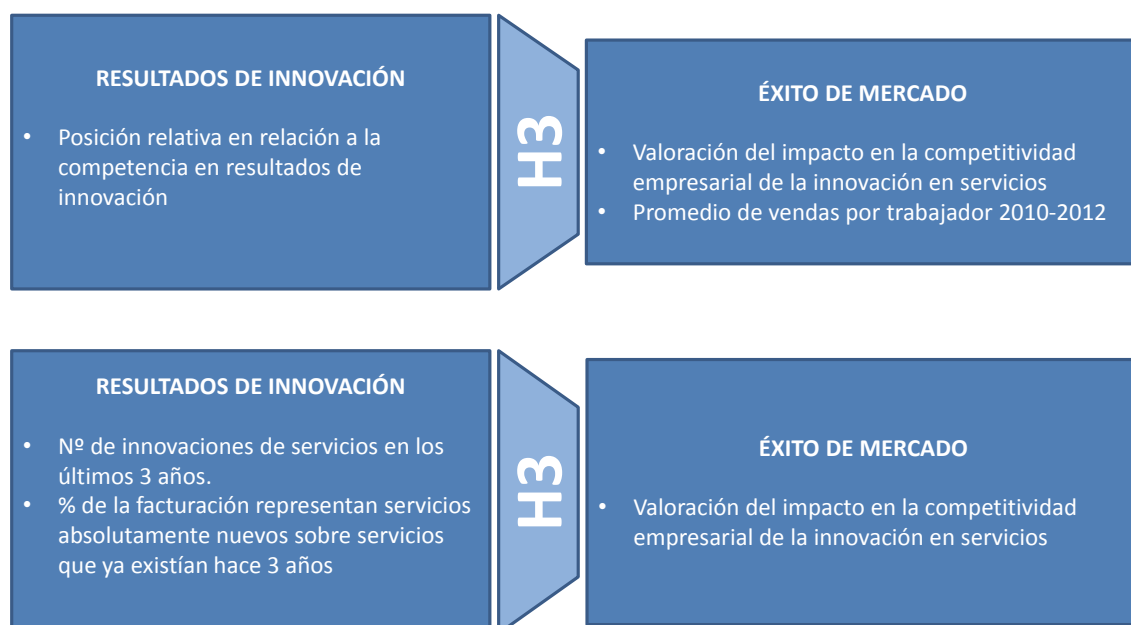 RESULTADOS DE INNOVACIÓN
• Posición relativa en relación a la
competencia en resultados de
innovación
H3
ÉXITO DE MERCADO
• Valoración del impacto en la competitividad
empresarial de la innovación en servicios
• Promedio de vendas por trabajador 2010-2012
RESULTADOS DE INNOVACIÓN
• Nº de innovaciones de servicios en los
últimos 3 años.
• % de la facturación representan servicios
absolutamente nuevos sobre servicios
que ya existían hace 3 años
H3
ÉXITO DE MERCADO
• Valoración del impacto en la competitividad
empresarial de la innovación en servicios